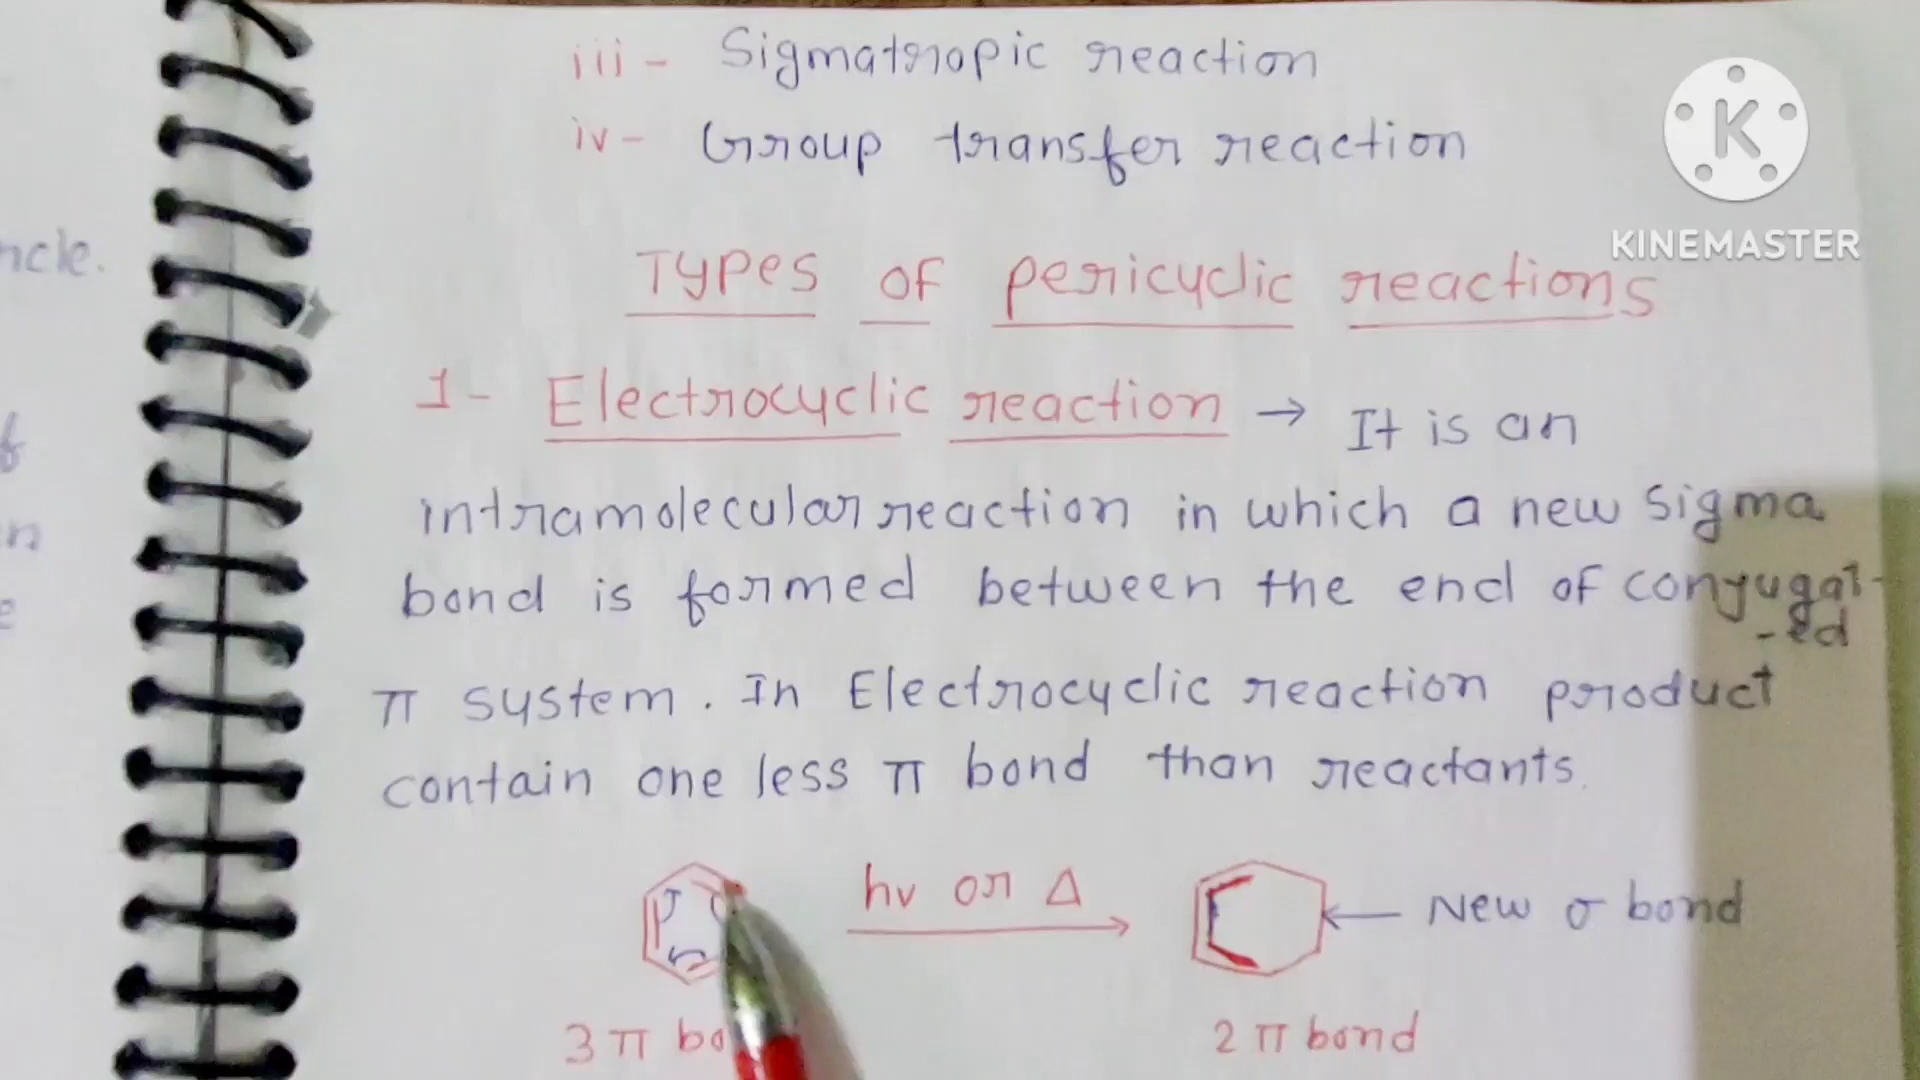 iii - Sigmatropic reaction
iv - Group transfer reaction
KINEMASTER
Types of pericyclic reactions
1 - Electrocyclic reaction → It is an
intramolecular reaction in which a new sigma
bond is formed between the end of conjugat-
-ed
π system. In Electrocyclic reaction product
contain one less π bond than reactants.
hν or Δ
← New σ bond
3 π bo
2 π bond
ncle.